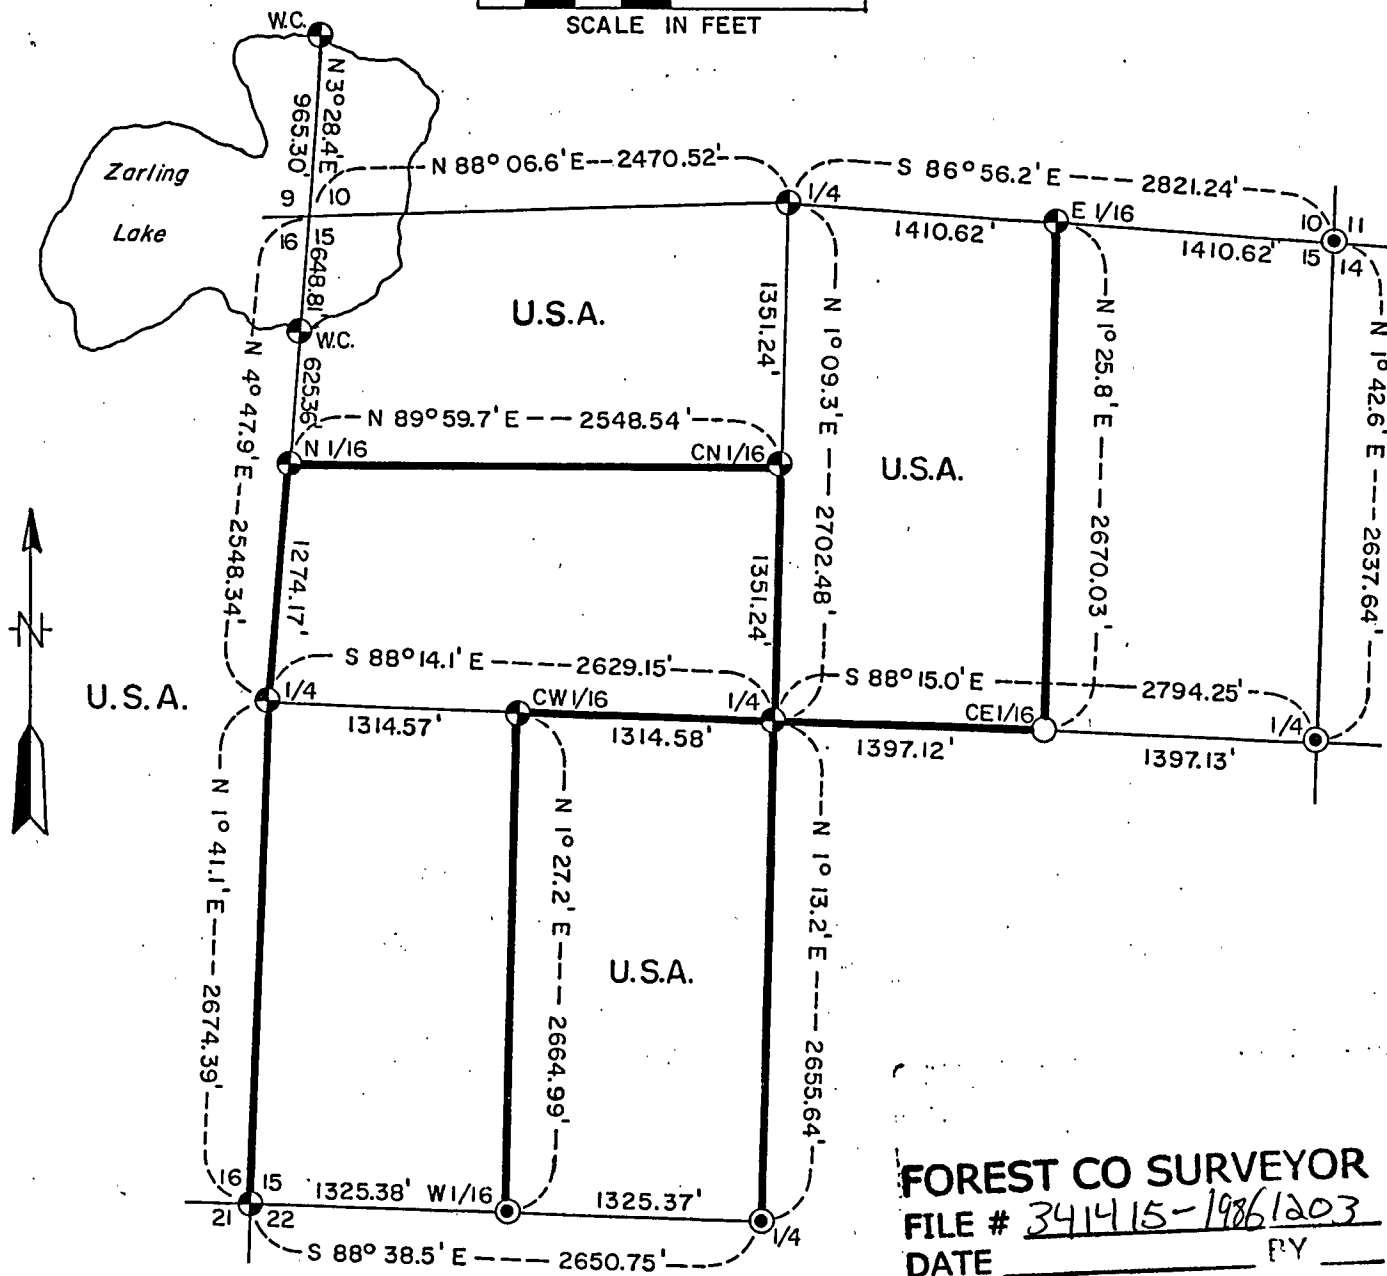 SCALE IN FEET
W.C.
N 3°28.4'E
965.30'
Zarling
Lake
N 88°06.6'E 2470.52'
S 86°56.2'E 2821.24'
9 10
16 15
1/4
E 1/16
10 11
15 14
1410.62'
1410.62'
648.81'
W.C.
U.S.A.
1351.24'
N 1°09.3'E 2702.48'
N 1°25.8'E 2670.03'
N 1°42.6'E 2637.64'
N 4°47.9'E 2548.34'
625.36'
N 89°59.7'E 2548.54'
N 1/16
CN 1/16
U.S.A.
N
1274.17'
1351.24'
S 88°14.1'E 2629.15'
S 88°15.0'E 2794.25'
U.S.A.
1/4
CW 1/16
1/4
CE 1/16
1/4
1314.57'
1314.58'
1397.12'
1397.13'
N 1°41.1'E 2674.39'
N 1°27.2'E 2664.99'
N 1°13.2'E 2655.64'
U.S.A.
16 15
21 22
1325.38'
W 1/16
1325.37'
1/4
S 88°38.5'E 2650.75'
FOREST CO SURVEYOR
FILE # 341415-19861203
DATE BY